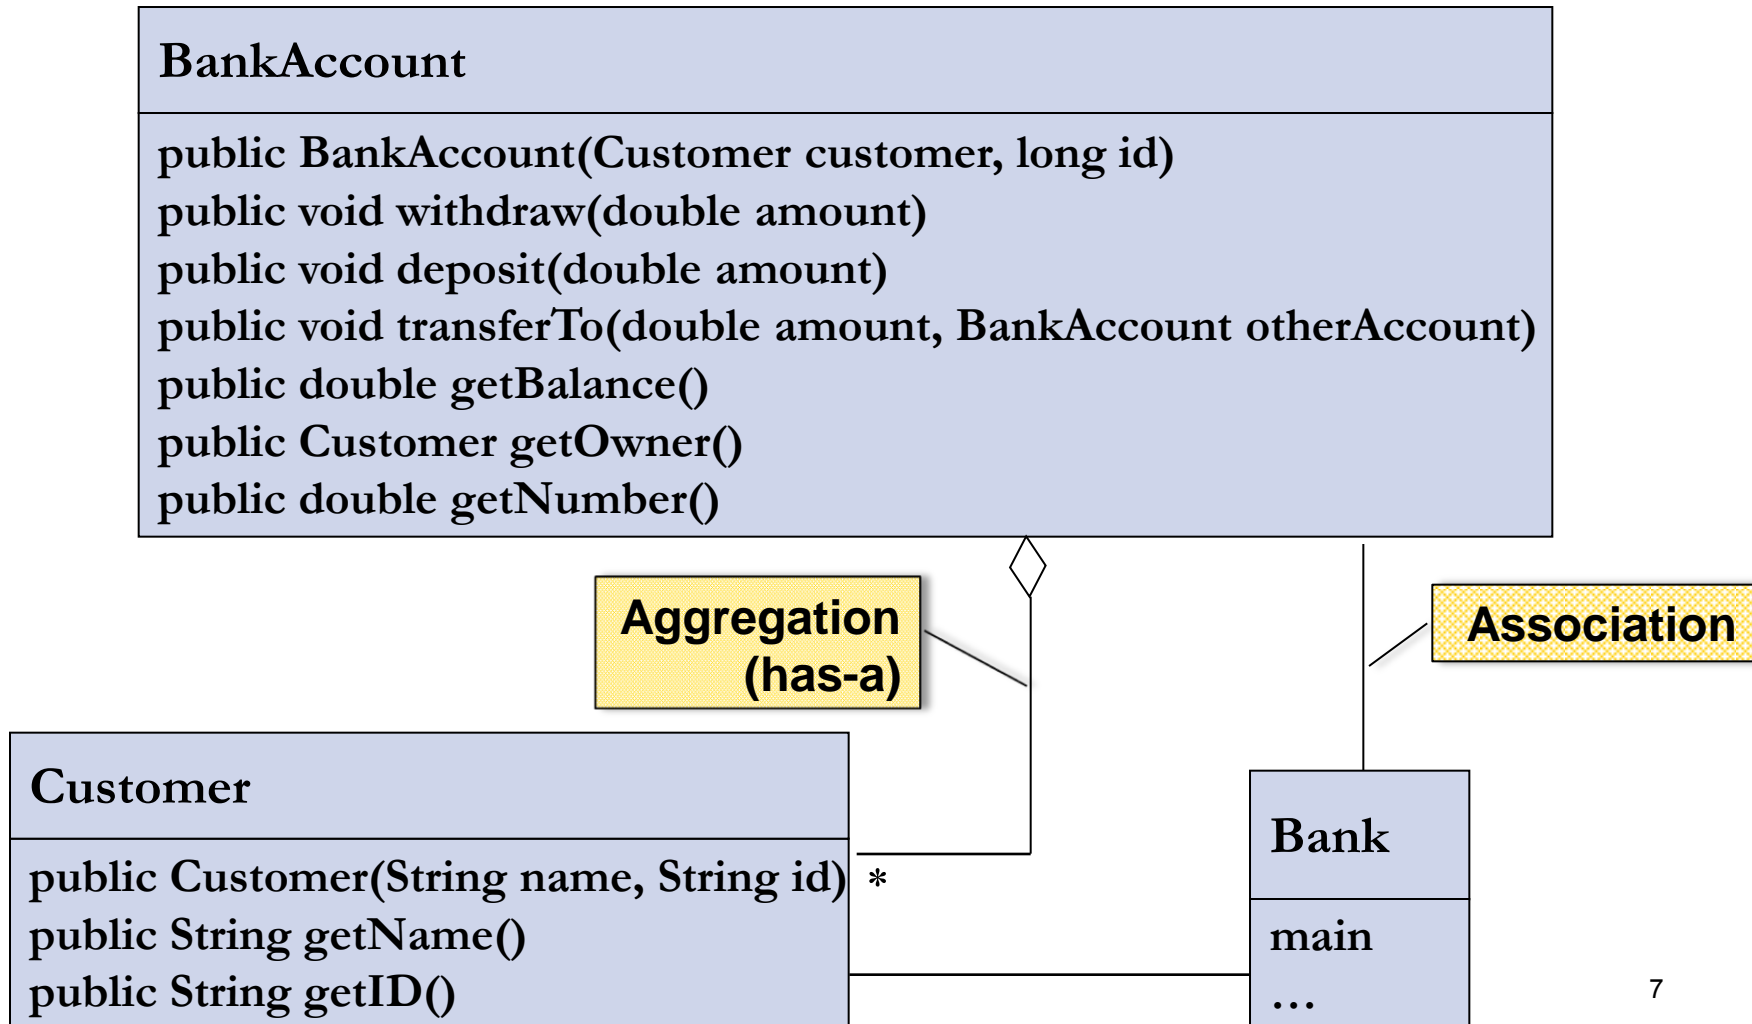 BankAccount
public BankAccount(Customer customer, long id)
public void withdraw(double amount)
public void deposit(double amount)
public void transferTo(double amount, BankAccount otherAccount)
public double getBalance()
public Customer getOwner()
public double getNumber()
Aggregation
(has-a)
Association
Customer
public Customer(String name, String id)
*
public String getName()
public String getID()
Bank
main
…
7